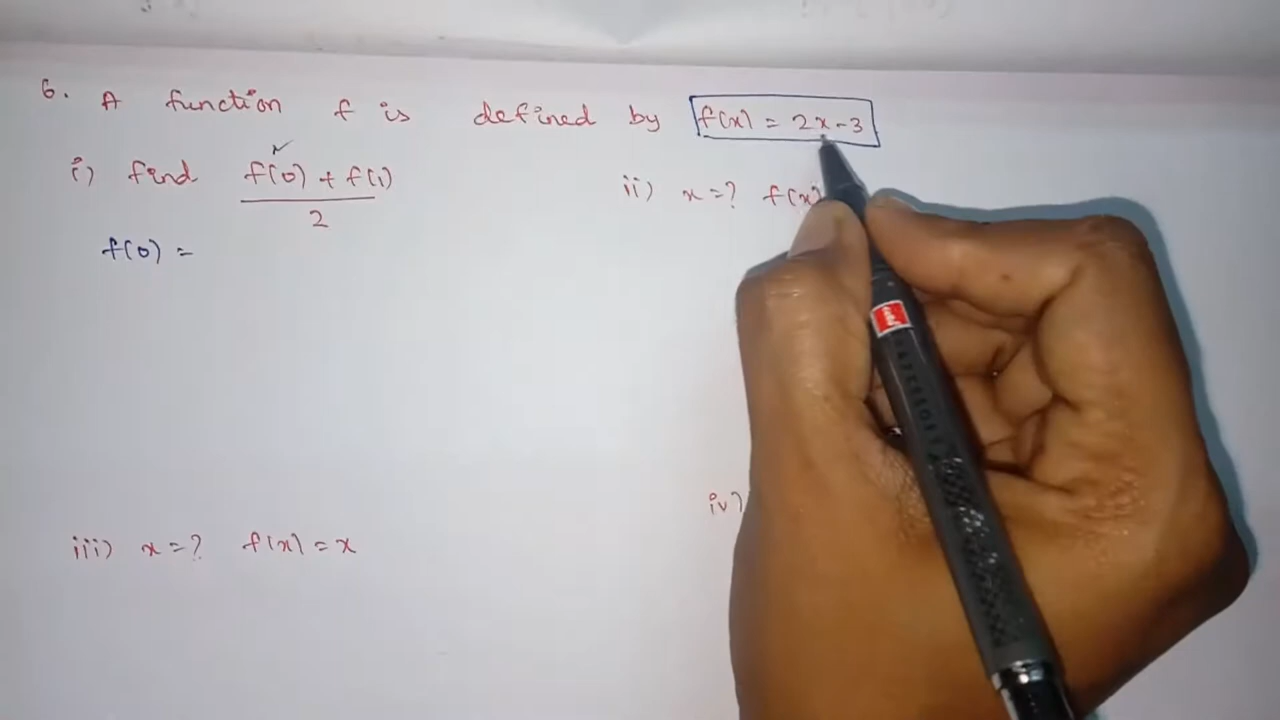 6. A function f is defined by f(x) = 2x-3
i) find f(0) + f(1)
2
ii) x=? f(x)
f(0) =
iv)
iii) x=? f(x) = x